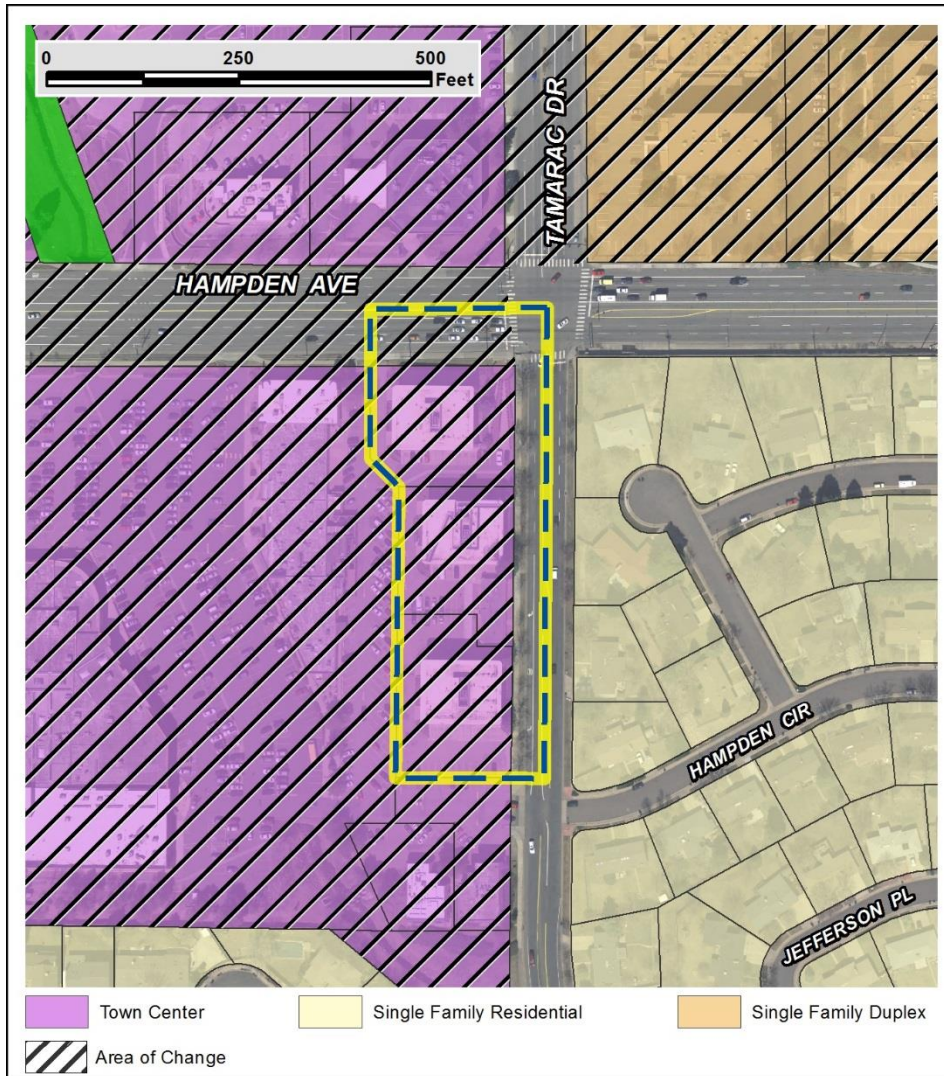 0 250 500
Feet
TAMARAC DR
HAMPDEN AVE
HAMPDEN CIR
JEFFERSON PL
Town Center
Single Family Residential
Single Family Duplex
Area of Change